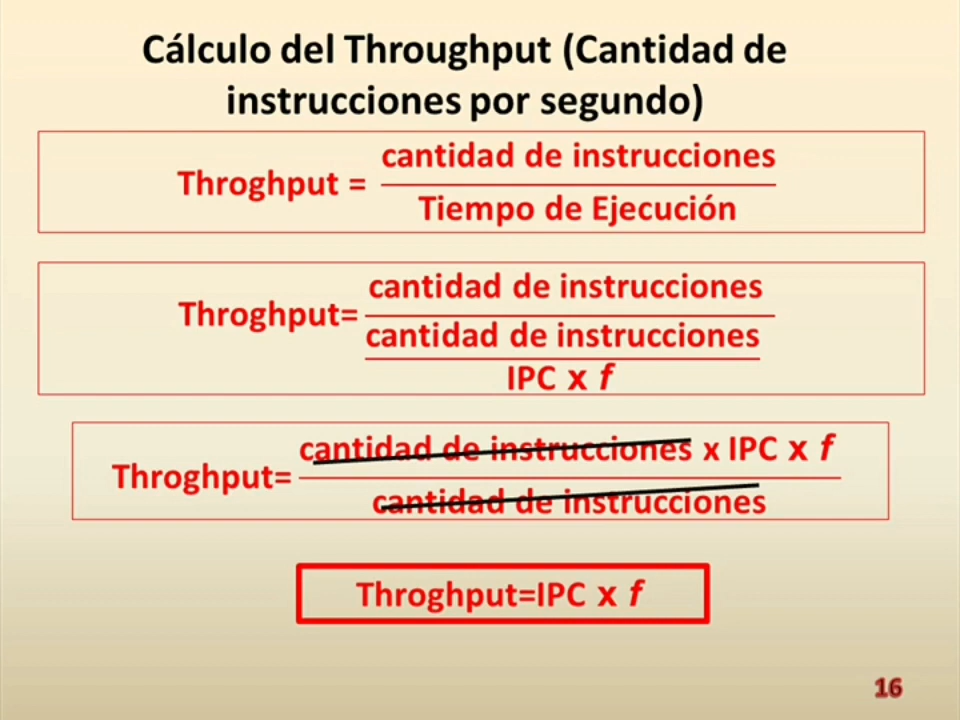 Cálculo del Throughput (Cantidad de
instrucciones por segundo)
cantidad de instrucciones
Throghput =
Tiempo de Ejecución
cantidad de instrucciones
Throghput=
cantidad de instrucciones
IPC x f
cantidad de instrucciones x IPC x f
Throghput=
cantidad de instrucciones
Throghput=IPC x f
16